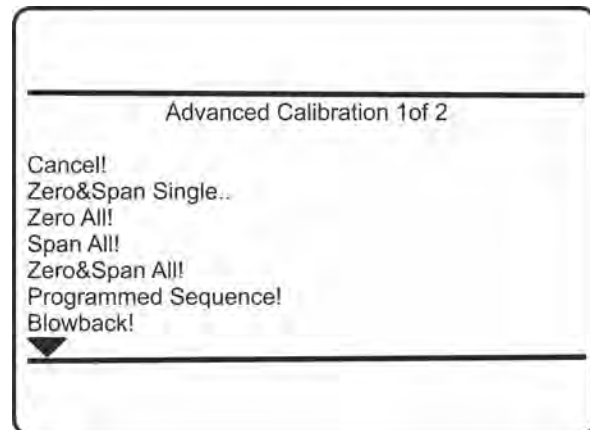 Advanced Calibration 1of 2
Cancel!
Zero&Span Single..
Zero All!
Span All!
Zero&Span All!
Programmed Sequence!
Blowback!